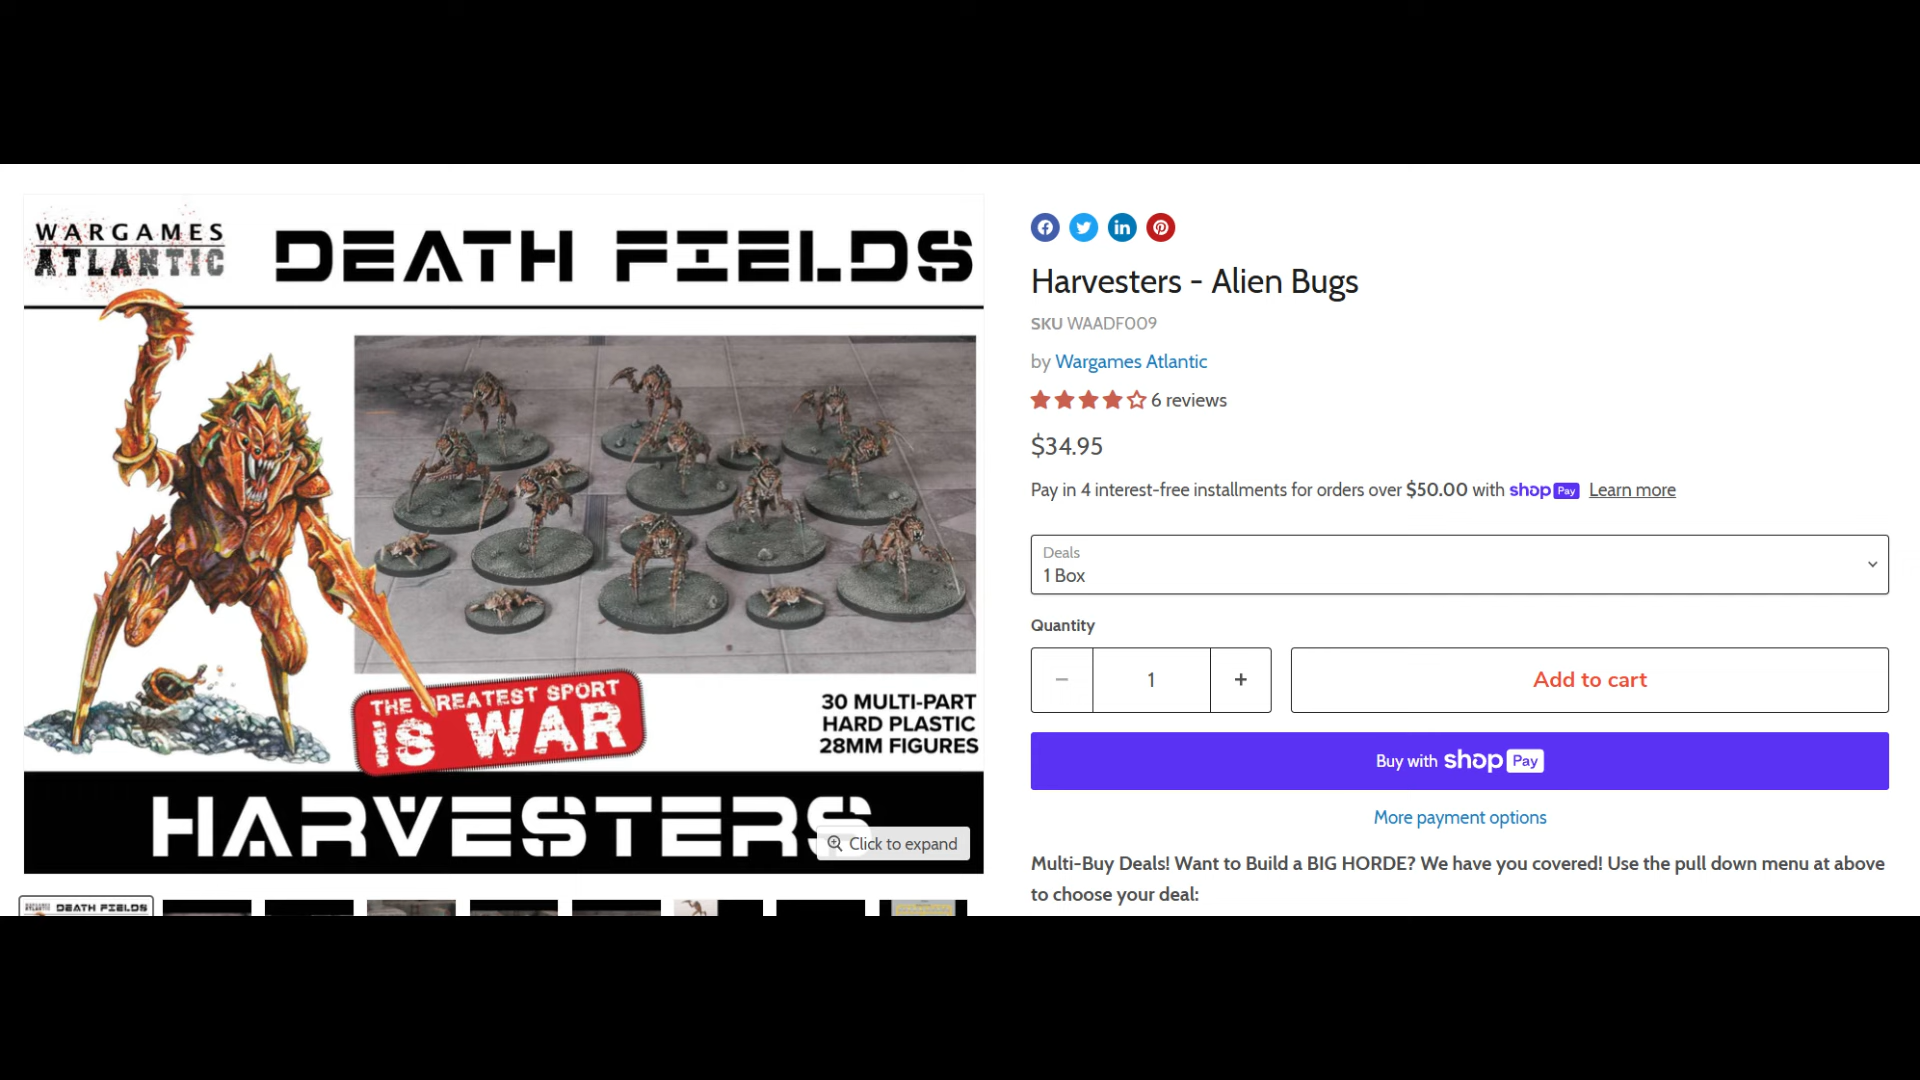 WARGAMES
ATLANTIC
DEATH FIELDS
THE GREATEST SPORT
IS WAR
30 MULTI-PART
HARD PLASTIC
28MM FIGURES
HARVESTERS
Click to expand
DEATH FIELDS
Harvesters - Alien Bugs
SKU WAADF009
by Wargames Atlantic
6 reviews
$34.95
Pay in 4 interest-free installments for orders over $50.00 with shop Pay Learn more
Deals
1 Box
Quantity
− 1 +
Add to cart
Buy with shop Pay
More payment options
Multi-Buy Deals! Want to Build a BIG HORDE? We have you covered! Use the pull down menu at above
to choose your deal: